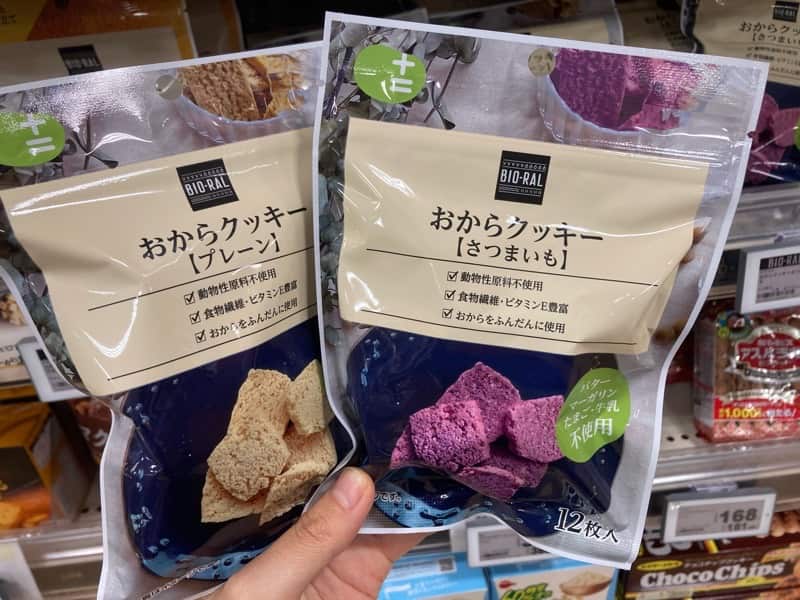 BIO-RAL
おからクッキー
【プレーン】
動物性原料不使用
食物繊維・ビタミンE豊富
おからをふんだんに使用
BIO-RAL
おからクッキー
【さつまいも】
動物性原料不使用
食物繊維・ビタミンE豊富
おからをふんだんに使用
バター
マーガリン
たまご・牛乳
不使用
12枚入
BIO-RAL
おからクッ
【さつまい
BIO-RAL
1,000
168
181
ChocoChips